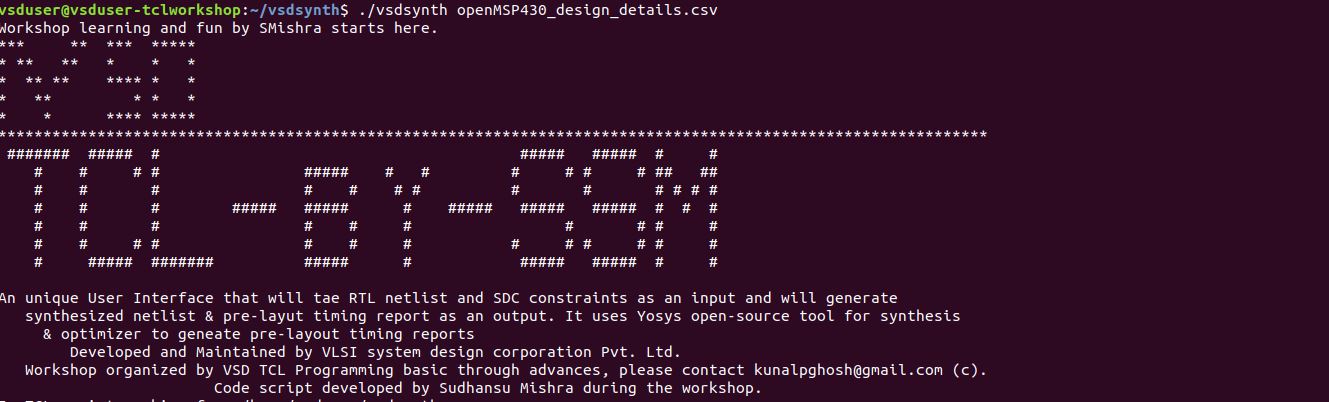 vsduser@vsduser-tclworkshop:~/vsdsynth$ ./vsdsynth openMSP430_design_details.csv
Workshop learning and fun by SMishra starts here.
TCL-BY-SSM
An unique User Interface that will tae RTL netlist and SDC constraints as an input and will generate
synthesized netlist & pre-layut timing report as an output. It uses Yosys open-source tool for synthesis
& optimizer to geneate pre-layout timing reports
Developed and Maintained by VLSI system design corporation Pvt. Ltd.
Workshop organized by VSD TCL Programming basic through advances, please contact kunalpghosh@gmail.com (c).
Code script developed by Sudhansu Mishra during the workshop.